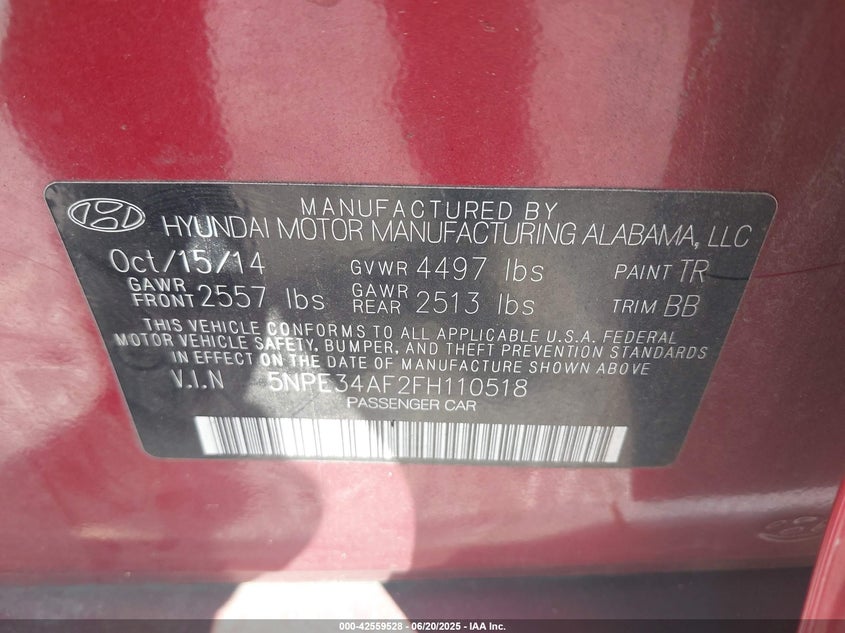 MANUFACTURED BY
HYUNDAI MOTOR MANUFACTURING ALABAMA, LLC
Oct/15/14 GVWR 4497 lbs PAINT TR
GAWR FRONT 2557 lbs GAWR REAR 2513 lbs TRIM BB
THIS VEHICLE CONFORMS TO ALL APPLICABLE U.S.A. FEDERAL
MOTOR VEHICLE SAFETY, BUMPER, AND THEFT PREVENTION STANDARDS
IN EFFECT ON THE DATE OF MANUFACTURE SHOWN ABOVE
V.I.N 5NPE34AF2FH110518
PASSENGER CAR
000-42559528 - 06/20/2025 - IAA Inc.